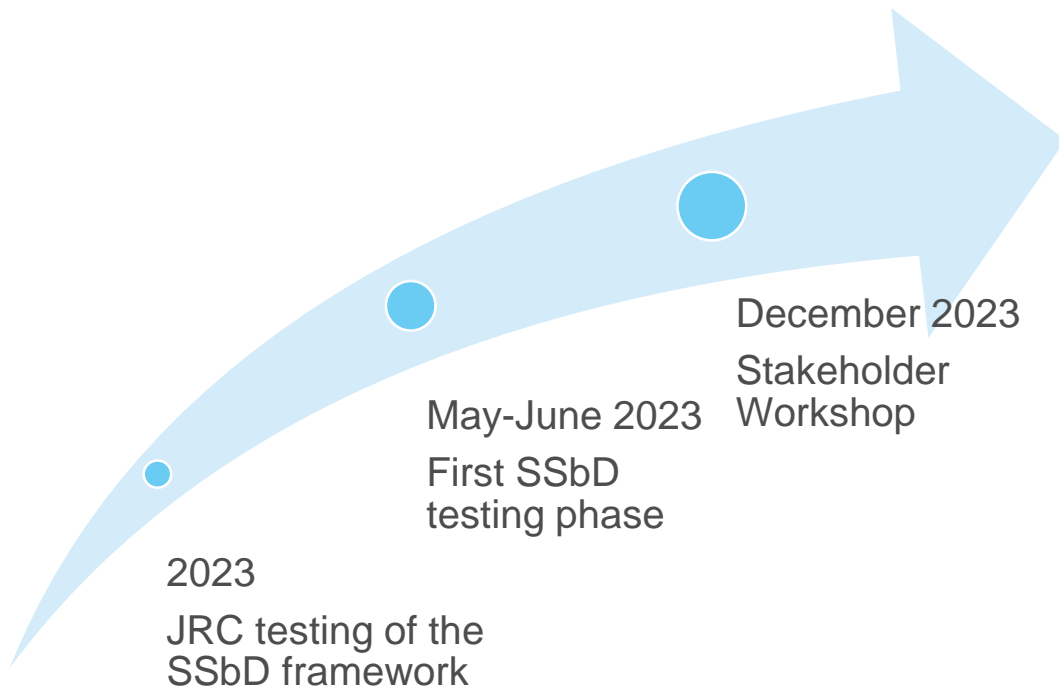 2023
JRC testing of the
SSbD framework
May-June 2023
First SSbD
testing phase
December 2023
Stakeholder
Workshop